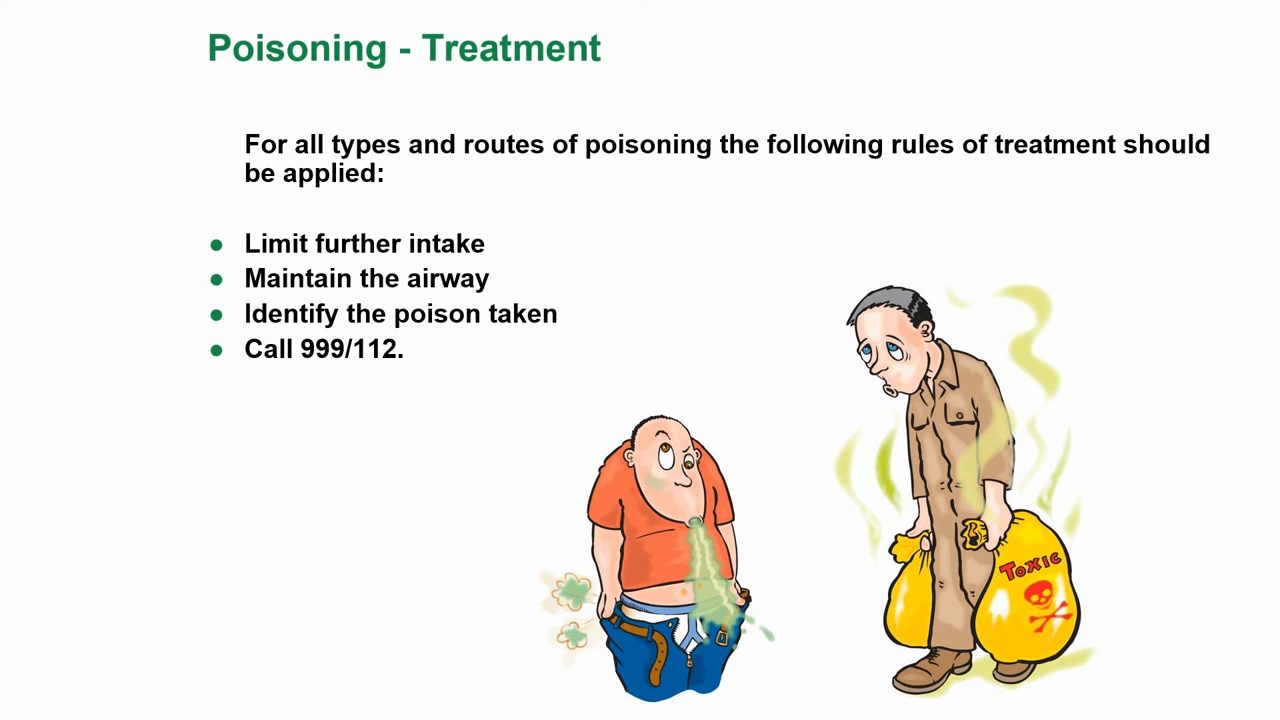 Poisoning - Treatment
For all types and routes of poisoning the following rules of treatment should
be applied:
● Limit further intake
● Maintain the airway
● Identify the poison taken
● Call 999/112.
TOXIC